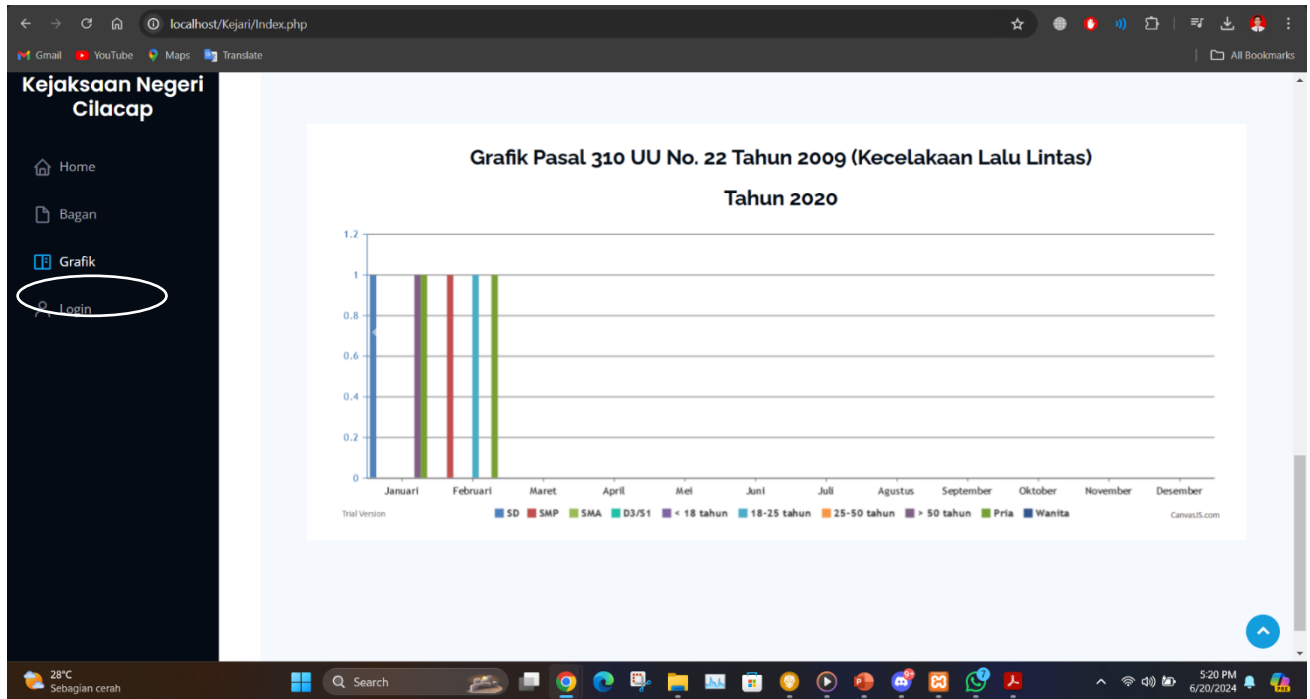 localhost/Kejari/Index.php
Gmail YouTube Maps Translate All Bookmarks
Kejaksaan Negeri
Cilacap
Home
Bagan
Grafik
Login
Grafik Pasal 310 UU No. 22 Tahun 2009 (Kecelakaan Lalu Lintas)
Tahun 2020
1.2
1
0.8
0.6
0.4
0.2
0
Januari Februari Maret April Mei Juni Juli Agustus September Oktober November Desember
Trial Version SD SMP SMA D3/S1 < 18 tahun 18-25 tahun 25-50 tahun > 50 tahun Pria Wanita CanvasJS.com
28°C
Sebagian cerah
Search
5:20 PM
6/20/2024